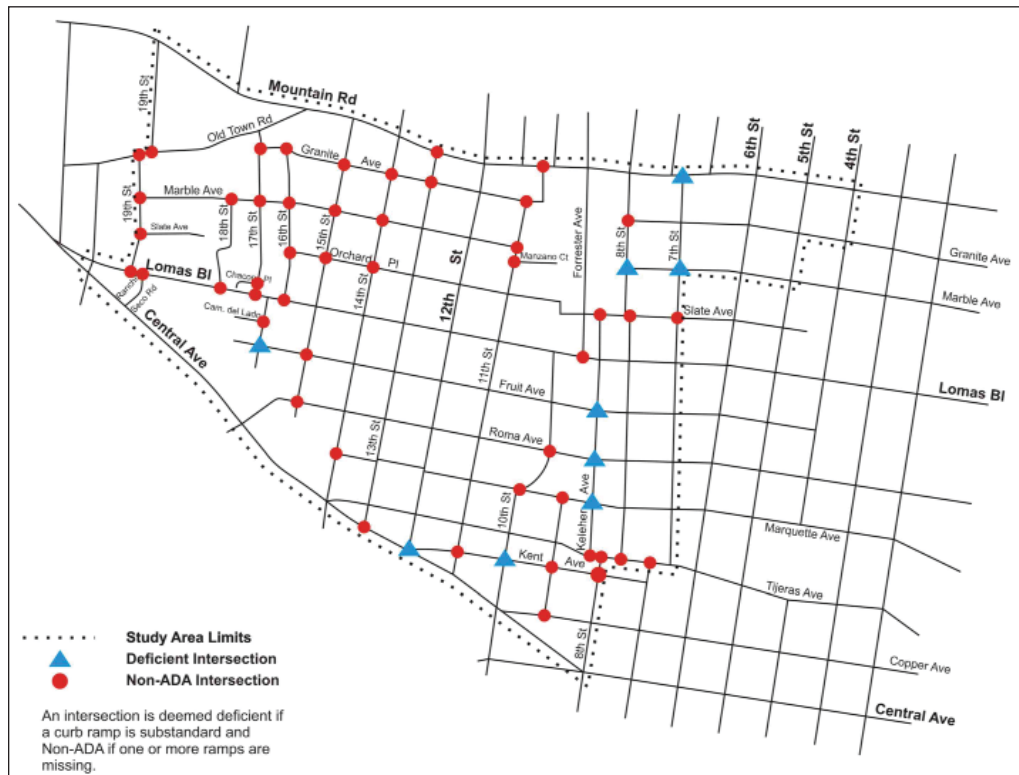 19th St
Mountain Rd
Old Town Rd
6th St
5th St
4th St
Granite Ave
19th St
Marble Ave
Slate Ave
18th St
17th St
16th St
15th St
Orchard Pl
14th St
12th St
Manzano Ct
Forrester Ave
8th St
7th St
Granite Ave
Marble Ave
Lomas Bl
Chacoma Pl
Rancho
Seco Rd
Cam. del Lado
Slate Ave
Central Ave
11th St
Fruit Ave
Lomas Bl
Roma Ave
13th St
10th St
Keleher Ave
Marquette Ave
Kent Ave
Tijeras Ave
8th St
Copper Ave
Central Ave
Study Area Limits
Deficient Intersection
Non-ADA Intersection
An intersection is deemed deficient if
a curb ramp is substandard and
Non-ADA if one or more ramps are
missing.